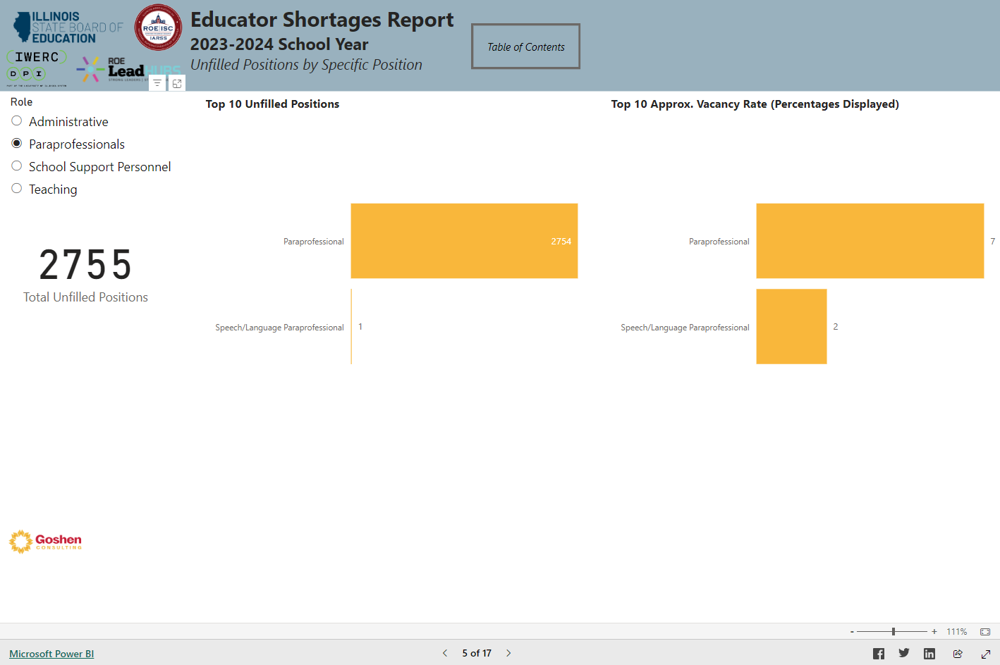 ILLINOIS
STATE BOARD OF
EDUCATION
ROE|ISC
IARSS
IWERC
DPI
ROE
Lead HUBS
Educator Shortages Report
2023-2024 School Year
Unfilled Positions by Specific Position
Table of Contents
Role
Administrative
Paraprofessionals
School Support Personnel
Teaching
2755
Total Unfilled Positions
Top 10 Unfilled Positions
Paraprofessional
2754
Speech/Language Paraprofessional
1
Top 10 Approx. Vacancy Rate (Percentages Displayed)
Paraprofessional
7
Speech/Language Paraprofessional
2
Goshen
CONSULTING
- + 111%
Microsoft Power BI
5 of 17